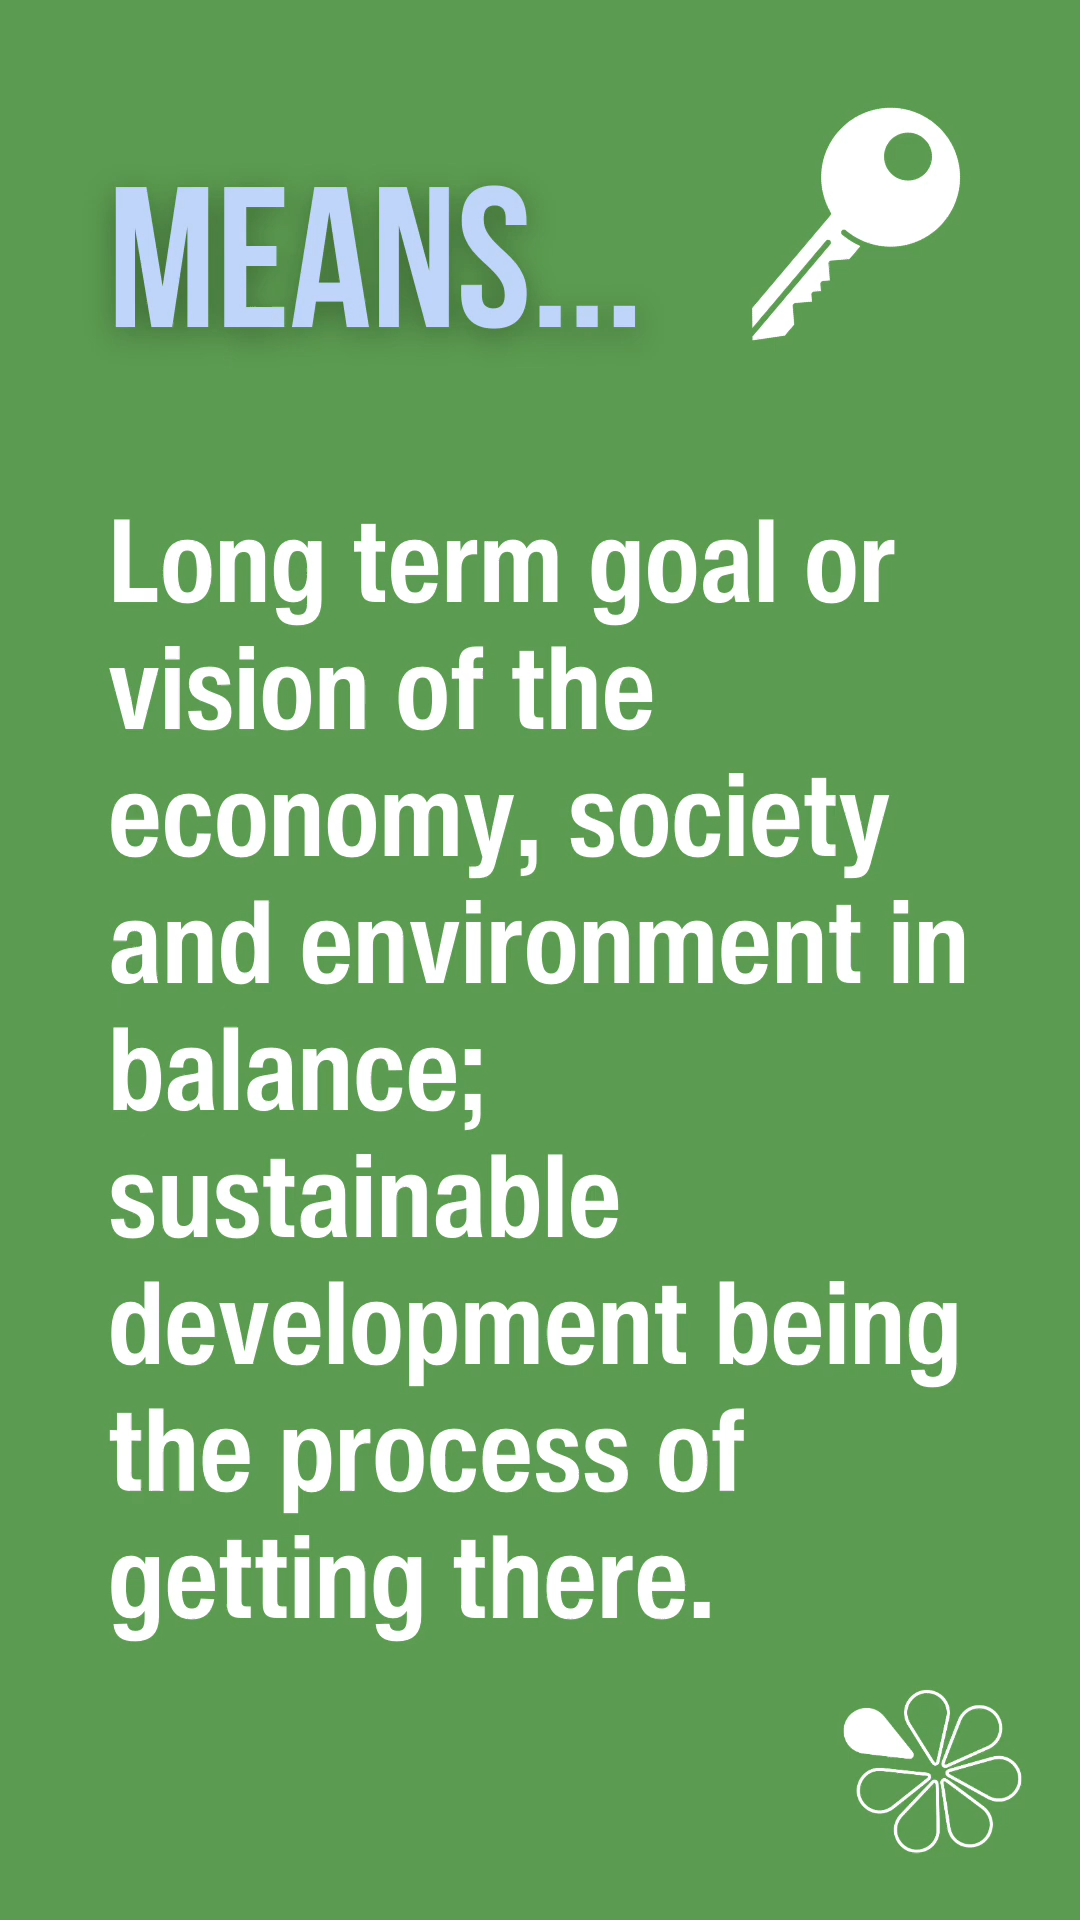 MEANS...
Long term goal or
vision of the
economy, society
and environment in
balance;
sustainable
development being
the process of
getting there.